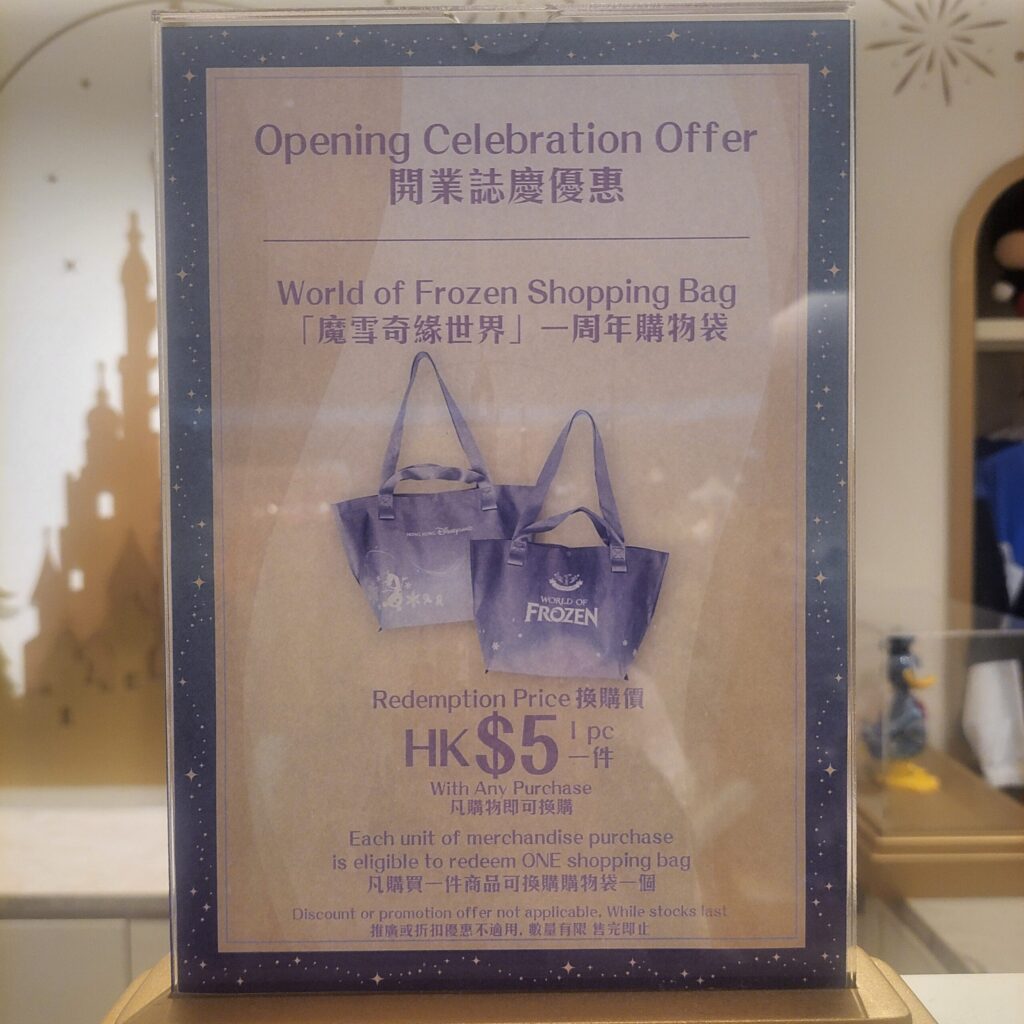 Opening Celebration Offer
開業誌慶優惠
World of Frozen Shopping Bag
「魔雪奇緣世界」一周年購物袋
HONG KONG Disneyland
WORLD OF
FROZEN
Redemption Price 換購價
HK$5 1 pc
一件
With Any Purchase
凡購物即可換購
Each unit of merchandise purchase
is eligible to redeem ONE shopping bag
凡購買一件商品可換購購物袋一個
Discount or promotion offer not applicable. While stocks last
推廣或折扣優惠不適用, 數量有限 售完即止